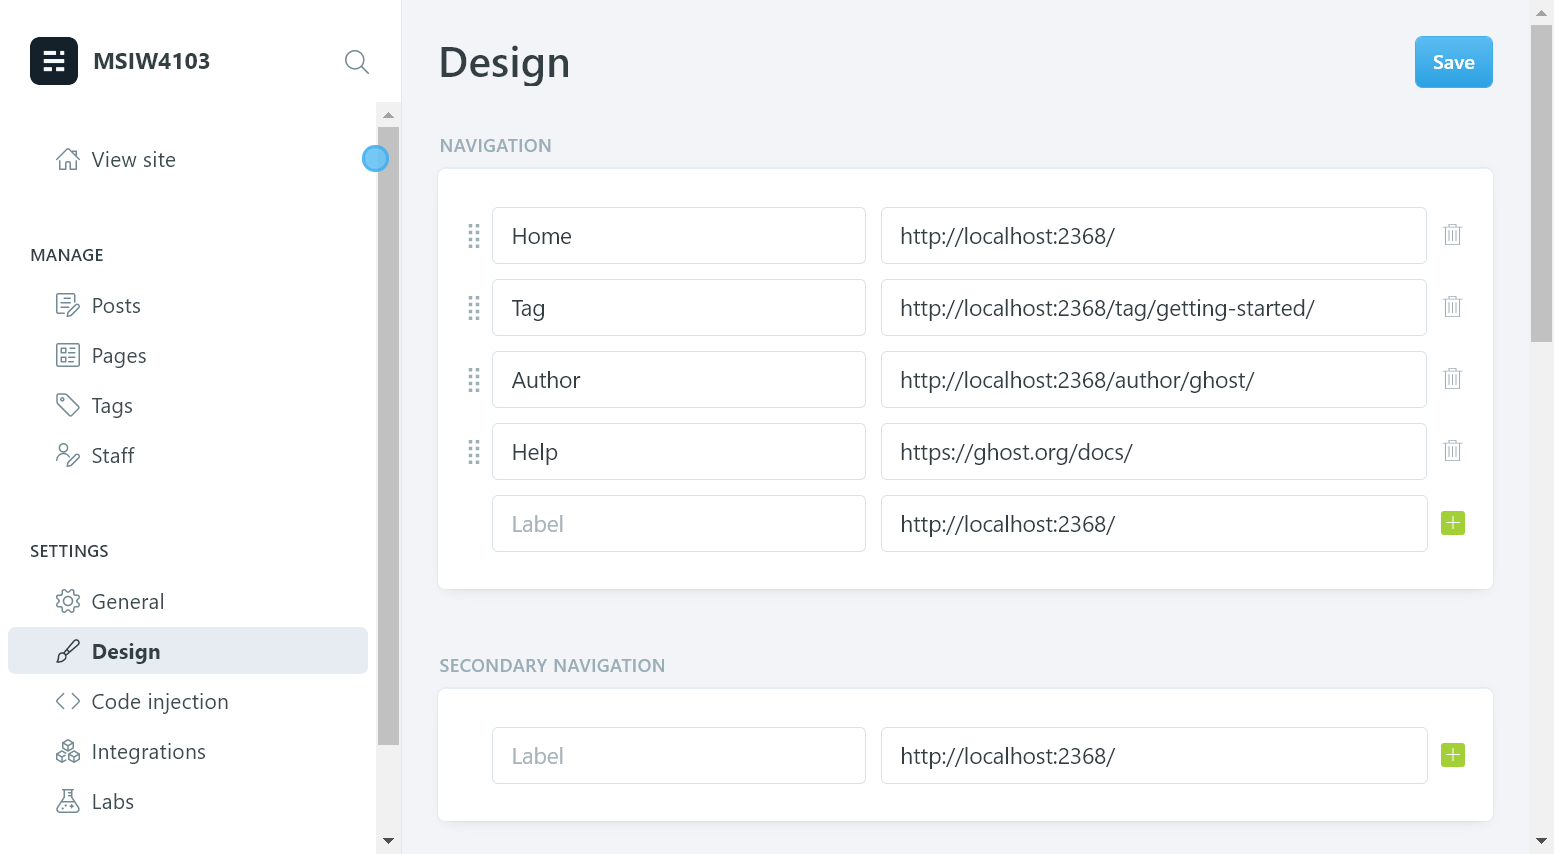 MSIW4103
View site
MANAGE
Posts
Pages
Tags
Staff
SETTINGS
General
Design
Code injection
Integrations
Labs
Design
Save
NAVIGATION
Home http://localhost:2368/
Tag http://localhost:2368/tag/getting-started/
Author http://localhost:2368/author/ghost/
Help https://ghost.org/docs/
Label http://localhost:2368/
SECONDARY NAVIGATION
Label http://localhost:2368/